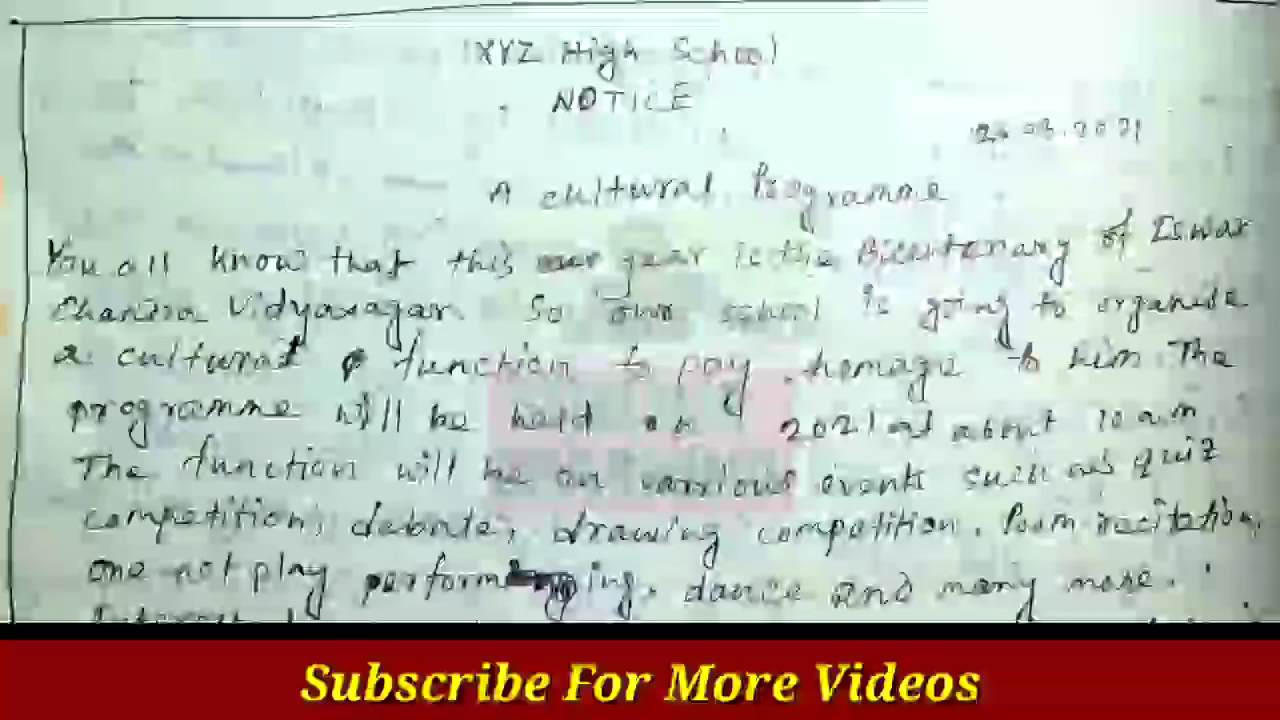 XYZ High School
NOTICE
A cultural Programme
You all know that this year is the Bicentenary of Iswar
Chandra Vidyasagar. So our school is going to organise
a cultural function to pay homage to him. The
programme will be held on 2021 at about 10 a.m.
The function will be on various events such as quiz
competition, debate, drawing competition, Poem recitation,
one-act play performing, dance and many more.
Subscribe For More Videos